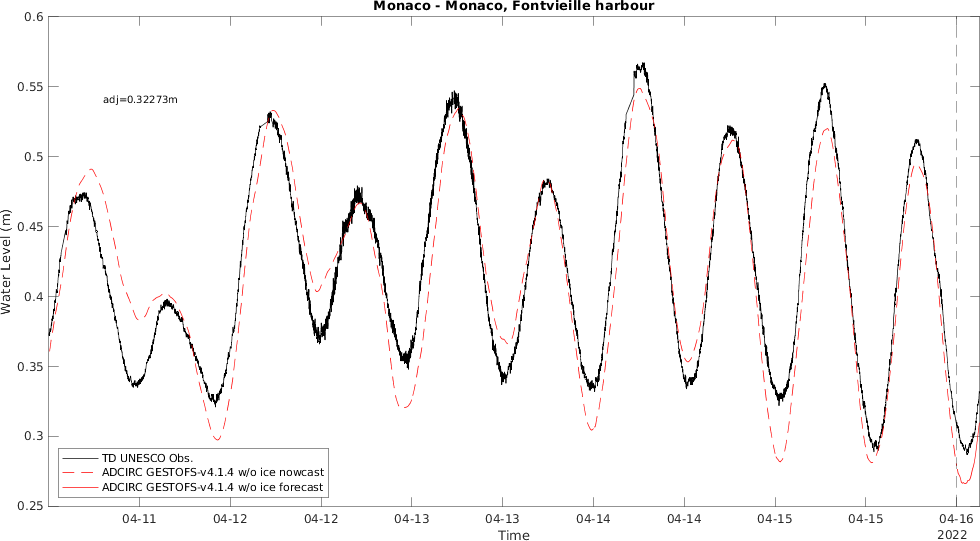 Monaco - Monaco, Fontvieille harbour
0.6
0.55
0.5
0.45
0.4
0.35
0.3
0.25
Water Level (m)
adj=0.32273m
TD UNESCO Obs.
ADCIRC GESTOFS-v4.1.4 w/o ice nowcast
ADCIRC GESTOFS-v4.1.4 w/o ice forecast
04-11 04-12 04-12 04-13 04-13 04-14 04-14 04-15 04-15 04-16
Time
2022